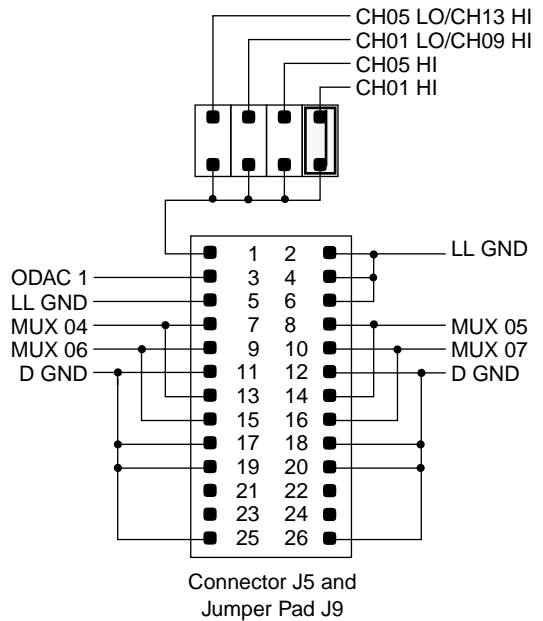 CH05 LO/CH13 HI
CH01 LO/CH09 HI
CH05 HI
CH01 HI
1 2 LL GND
ODAC 1 3 4
LL GND 5 6
MUX 04 7 8 MUX 05
MUX 06 9 10 MUX 07
D GND 11 12 D GND
13 14
15 16
17 18
19 20
21 22
23 24
25 26
Connector J5 and
Jumper Pad J9